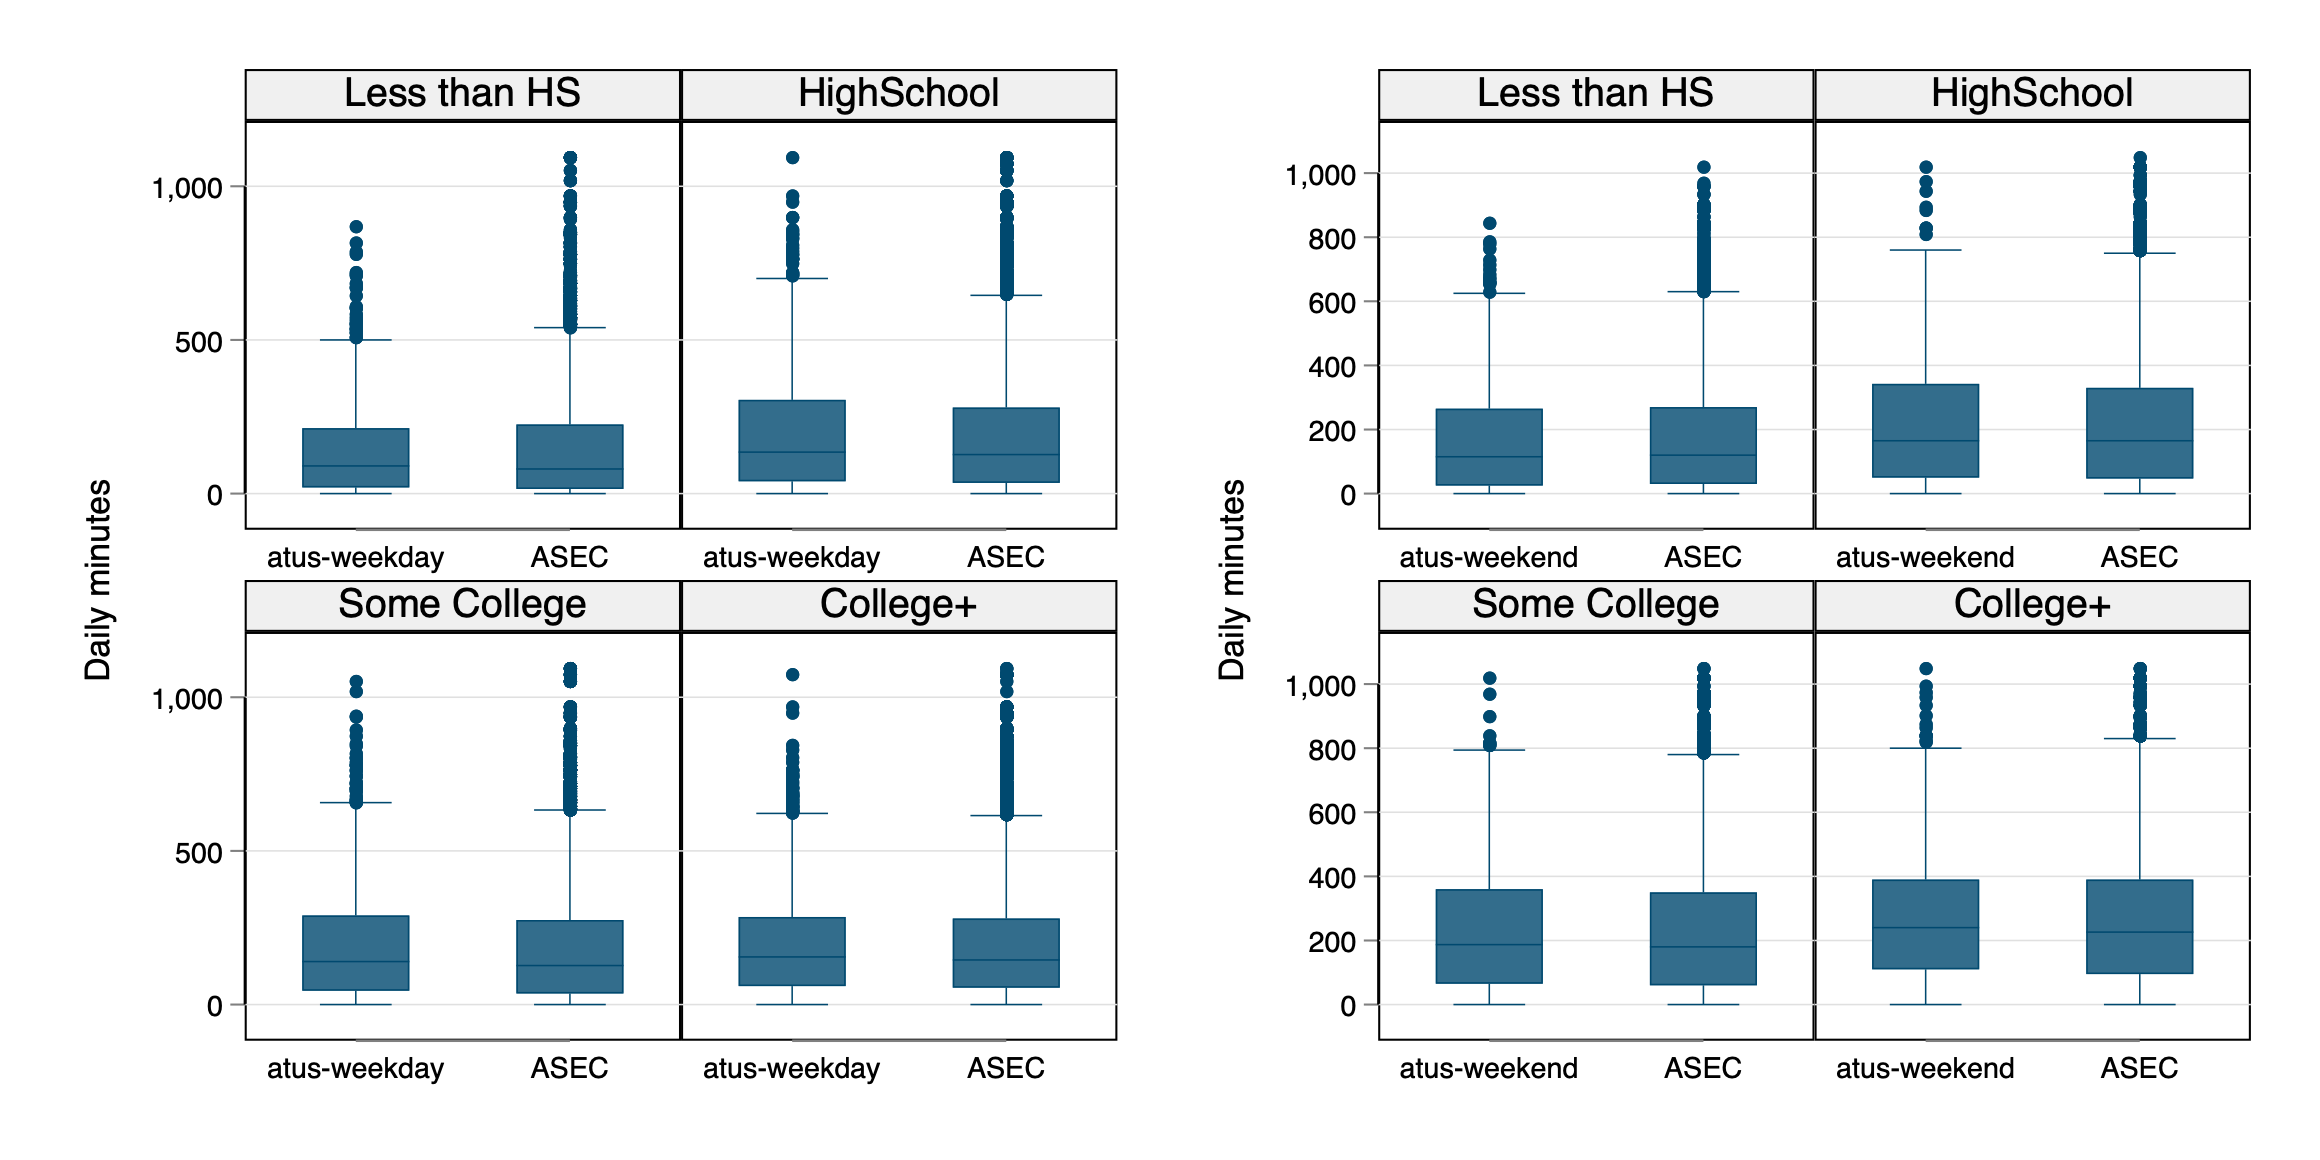 Less than HS
HighSchool
Daily minutes
1,000
500
0
atus-weekday
ASEC
atus-weekday
ASEC
Some College
College+
1,000
500
0
atus-weekday
ASEC
atus-weekday
ASEC
Less than HS
HighSchool
Daily minutes
1,000
800
600
400
200
0
atus-weekend
ASEC
atus-weekend
ASEC
Some College
College+
1,000
800
600
400
200
0
atus-weekend
ASEC
atus-weekend
ASEC